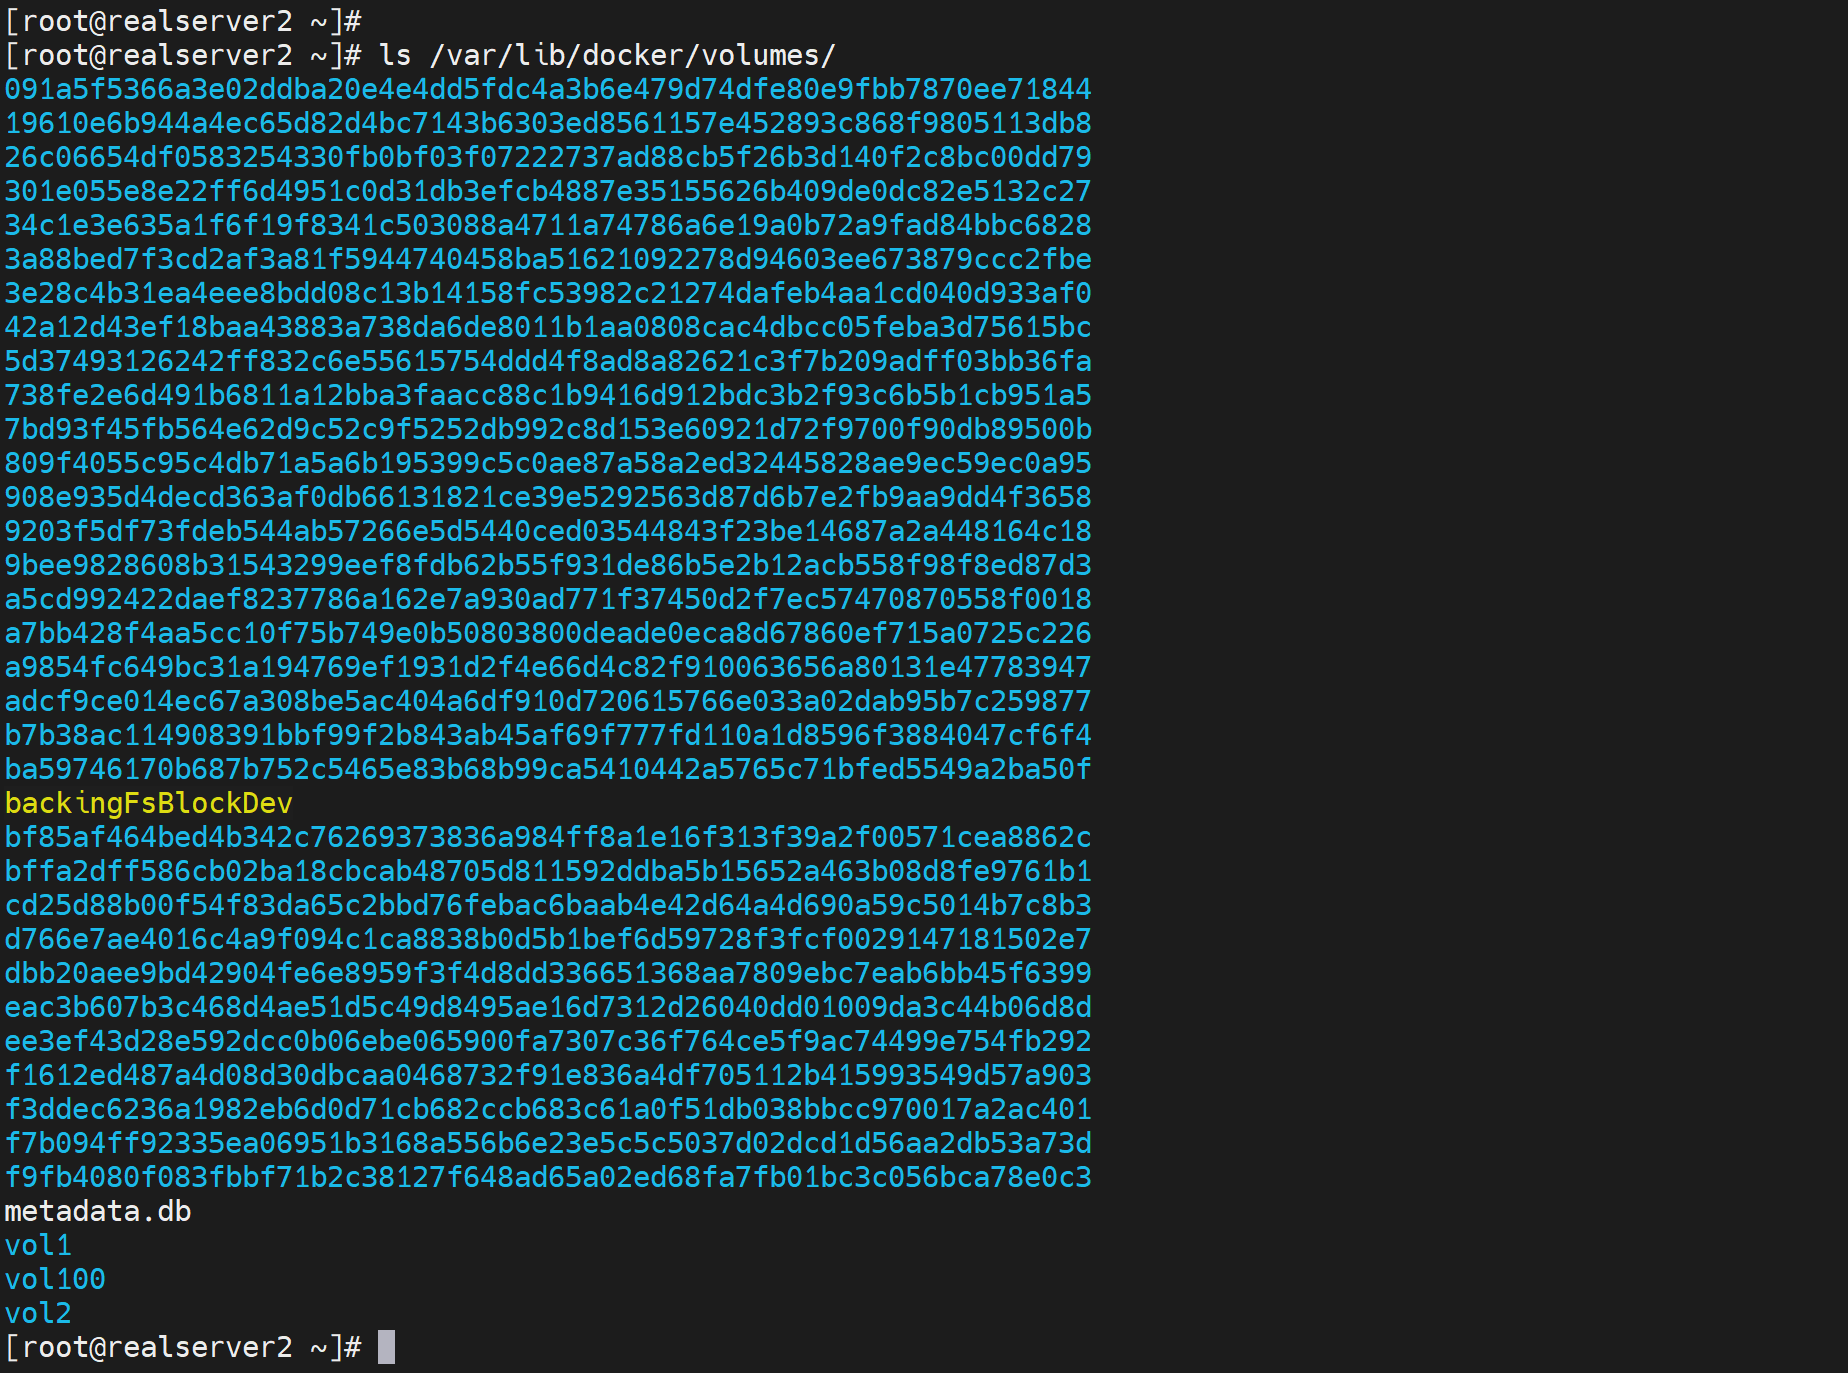 [root@realserver2 ~]#
[root@realserver2 ~]# ls /var/lib/docker/volumes/
091a5f5366a3e02ddba20e4e4dd5fdc4a3b6e479d74dfe80e9fbb7870ee71844
19610e6b944a4ec65d82d4bc7143b6303ed8561157e452893c868f9805113db8
26c06654df0583254330fb0bf03f07222737ad88cb5f26b3d140f2c8bc00dd79
301e055e8e22ff6d4951c0d31db3efcb4887e35155626b409de0dc82e5132c27
34c1e3e635a1f6f19f8341c503088a4711a74786a6e19a0b72a9fad84bbc6828
3a88bed7f3cd2af3a81f5944740458ba51621092278d94603ee673879ccc2fbe
3e28c4b31ea4eee8bdd08c13b14158fc53982c21274dafeb4aa1cd040d933af0
42a12d43ef18baa43883a738da6de8011b1aa0808cac4dbcc05feba3d75615bc
5d37493126242ff832c6e55615754ddd4f8ad8a82621c3f7b209adff03bb36fa
738fe2e6d491b6811a12bba3faacc88c1b9416d912bdc3b2f93c6b5b1cb951a5
7bd93f45fb564e62d9c52c9f5252db992c8d153e60921d72f9700f90db89500b
809f4055c95c4db71a5a6b195399c5c0ae87a58a2ed32445828ae9ec59ec0a95
908e935d4decd363af0db66131821ce39e5292563d87d6b7e2fb9aa9dd4f3658
9203f5df73fdeb544ab57266e5d5440ced03544843f23be14687a2a448164c18
9bee9828608b31543299eef8fdb62b55f931de86b5e2b12acb558f98f8ed87d3
a5cd992422daef8237786a162e7a930ad771f37450d2f7ec57470870558f0018
a7bb428f4aa5cc10f75b749e0b50803800deade0eca8d67860ef715a0725c226
a9854fc649bc31a194769ef1931d2f4e66d4c82f910063656a80131e47783947
adcf9ce014ec67a308be5ac404a6df910d720615766e033a02dab95b7c259877
b7b38ac114908391bbf99f2b843ab45af69f777fd110a1d8596f3884047cf6f4
ba59746170b687b752c5465e83b68b99ca5410442a5765c71bfed5549a2ba50f
backingFsBlockDev
bf85af464bed4b342c76269373836a984ff8a1e16f313f39a2f00571cea8862c
bffa2dff586cb02ba18cbcab48705d811592ddba5b15652a463b08d8fe9761b1
cd25d88b00f54f83da65c2bbd76febac6baab4e42d64a4d690a59c5014b7c8b3
d766e7ae4016c4a9f094c1ca8838b0d5b1bef6d59728f3fcf0029147181502e7
dbb20aee9bd42904fe6e8959f3f4d8dd336651368aa7809ebc7eab6bb45f6399
eac3b607b3c468d4ae51d5c49d8495ae16d7312d26040dd01009da3c44b06d8d
ee3ef43d28e592dcc0b06ebe065900fa7307c36f764ce5f9ac74499e754fb292
f1612ed487a4d08d30dbcaa0468732f91e836a4df705112b415993549d57a903
f3ddec6236a1982eb6d0d71cb682ccb683c61a0f51db038bbcc970017a2ac401
f7b094ff92335ea06951b3168a556b6e23e5c5c5037d02dcd1d56aa2db53a73d
f9fb4080f083fbbf71b2c38127f648ad65a02ed68fa7fb01bc3c056bca78e0c3
metadata.db
vol1
vol100
vol2
[root@realserver2 ~]#